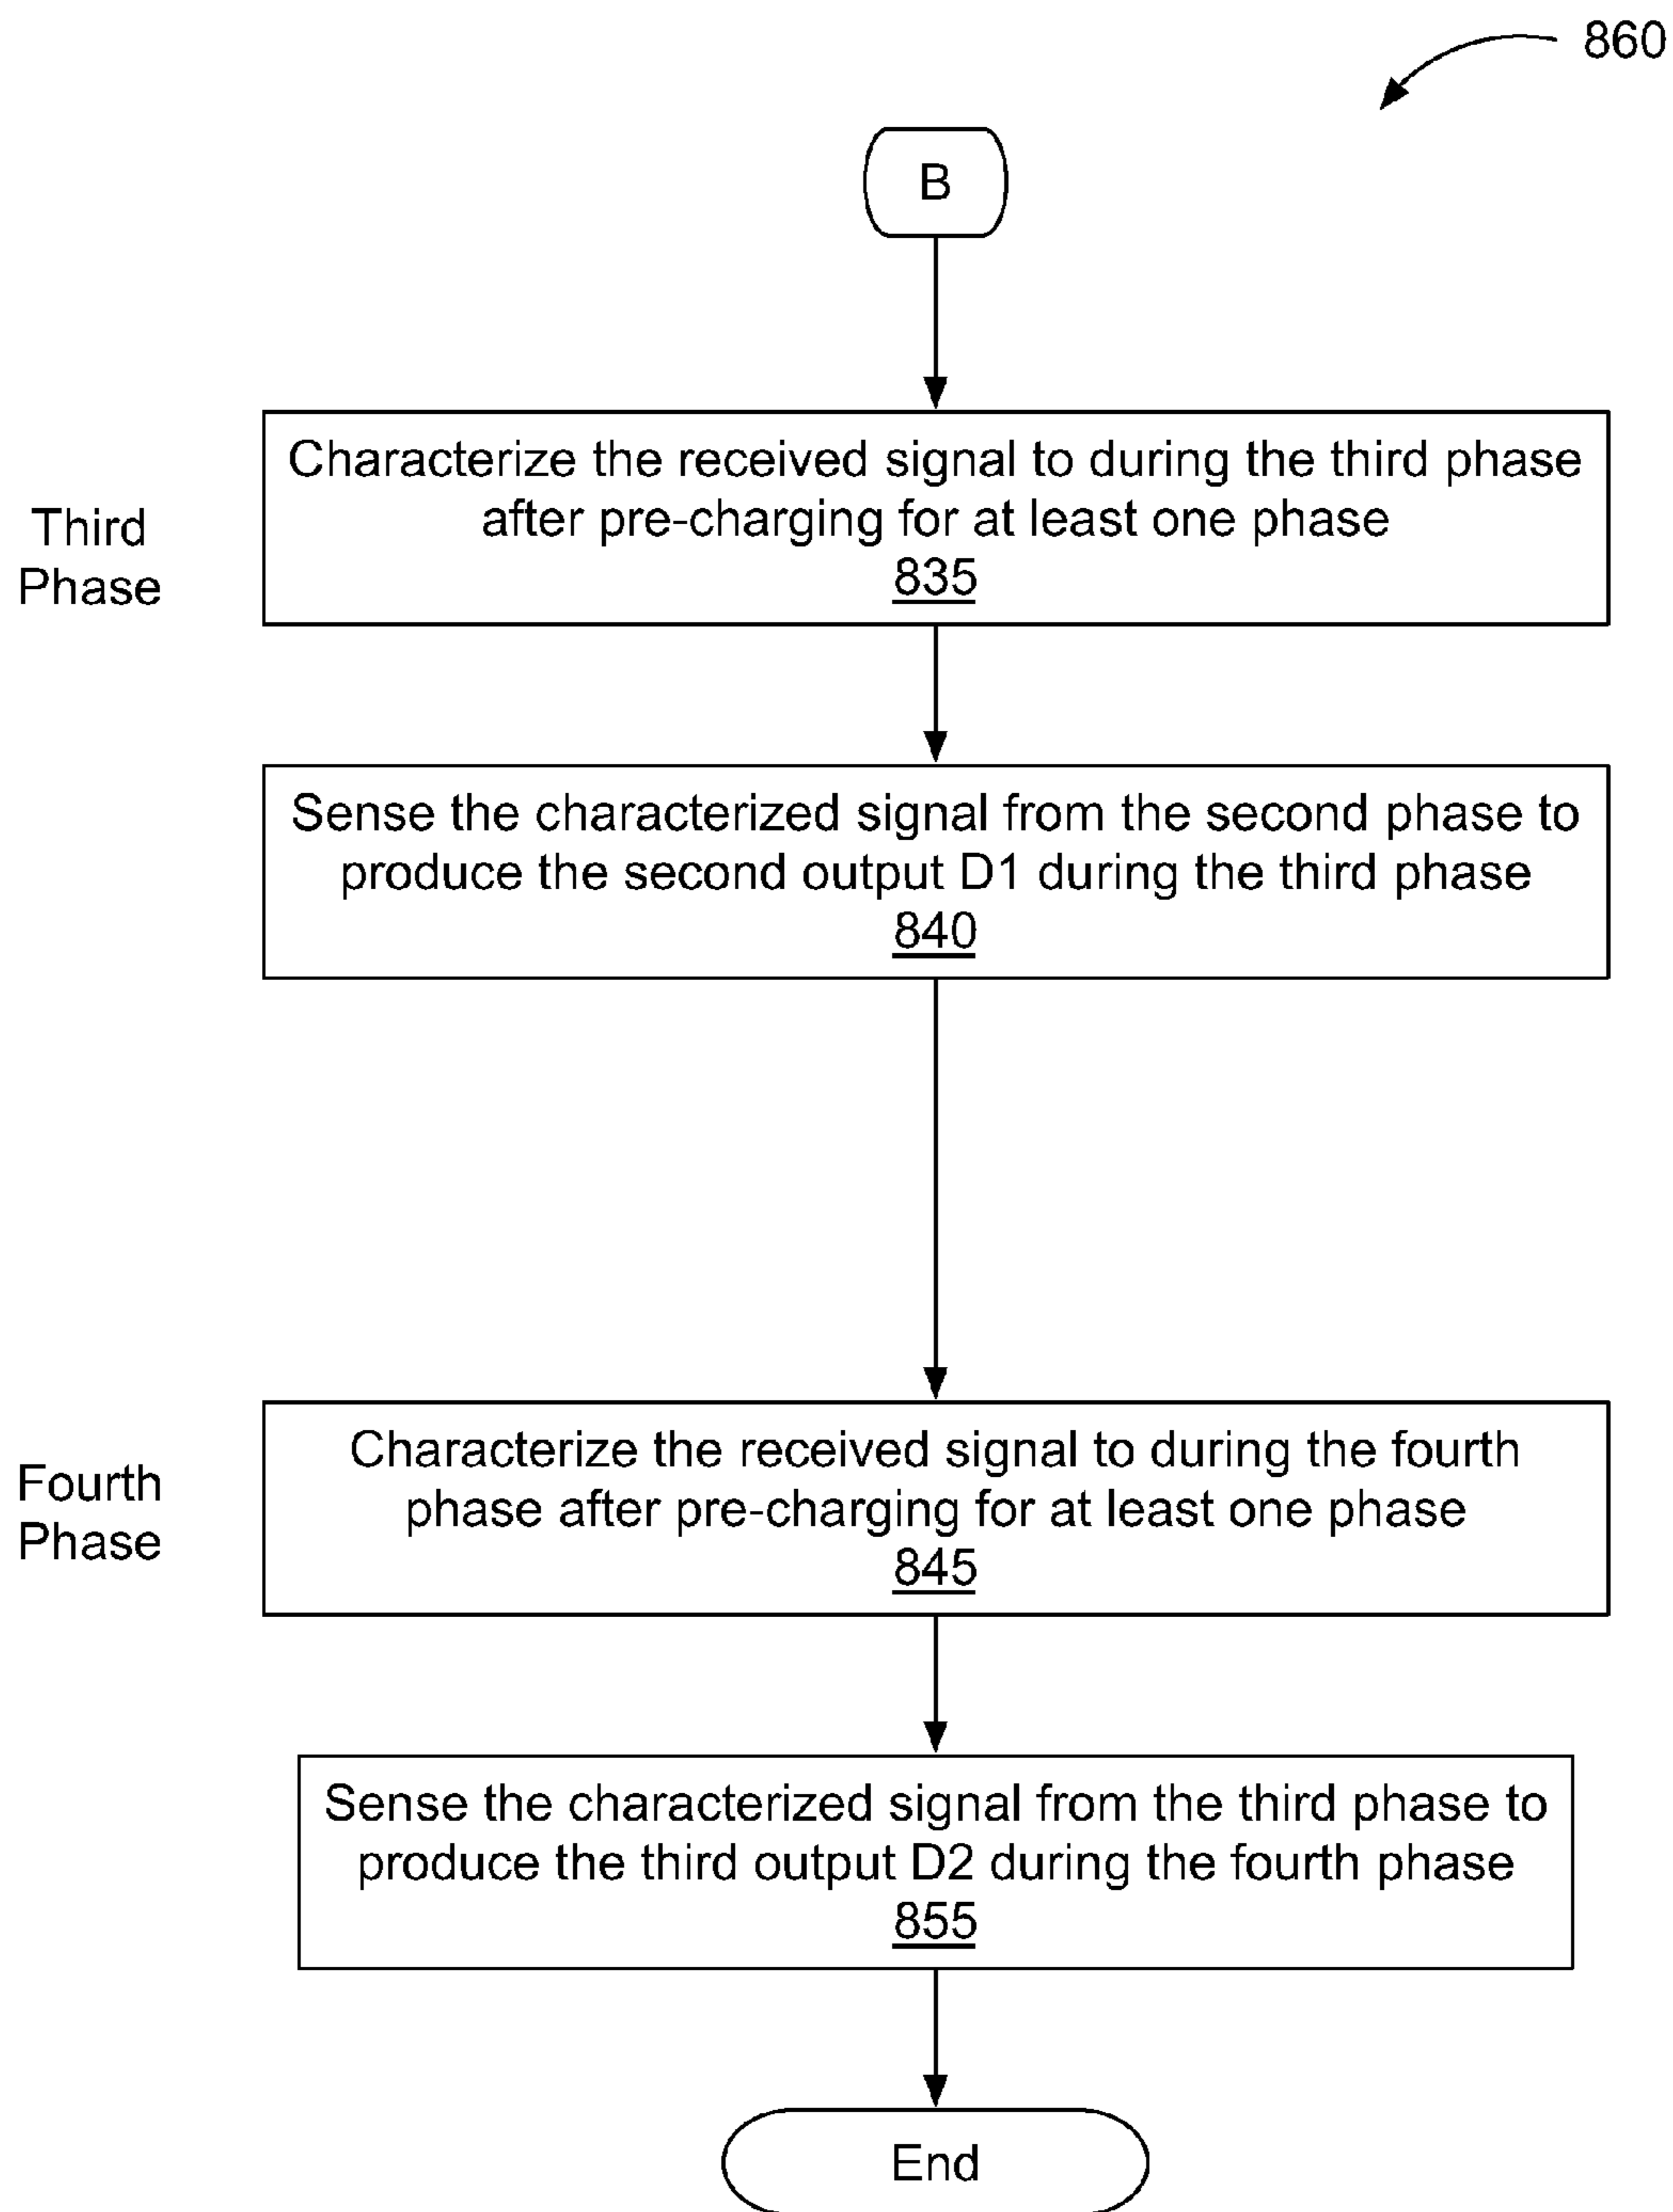 860
B
Third
Phase
Characterize the received signal to during the third phase
after pre-charging for at least one phase
835
Sense the characterized signal from the second phase to
produce the second output D1 during the third phase
840
Fourth
Phase
Characterize the received signal to during the fourth
phase after pre-charging for at least one phase
845
Sense the characterized signal from the third phase to
produce the third output D2 during the fourth phase
855
End